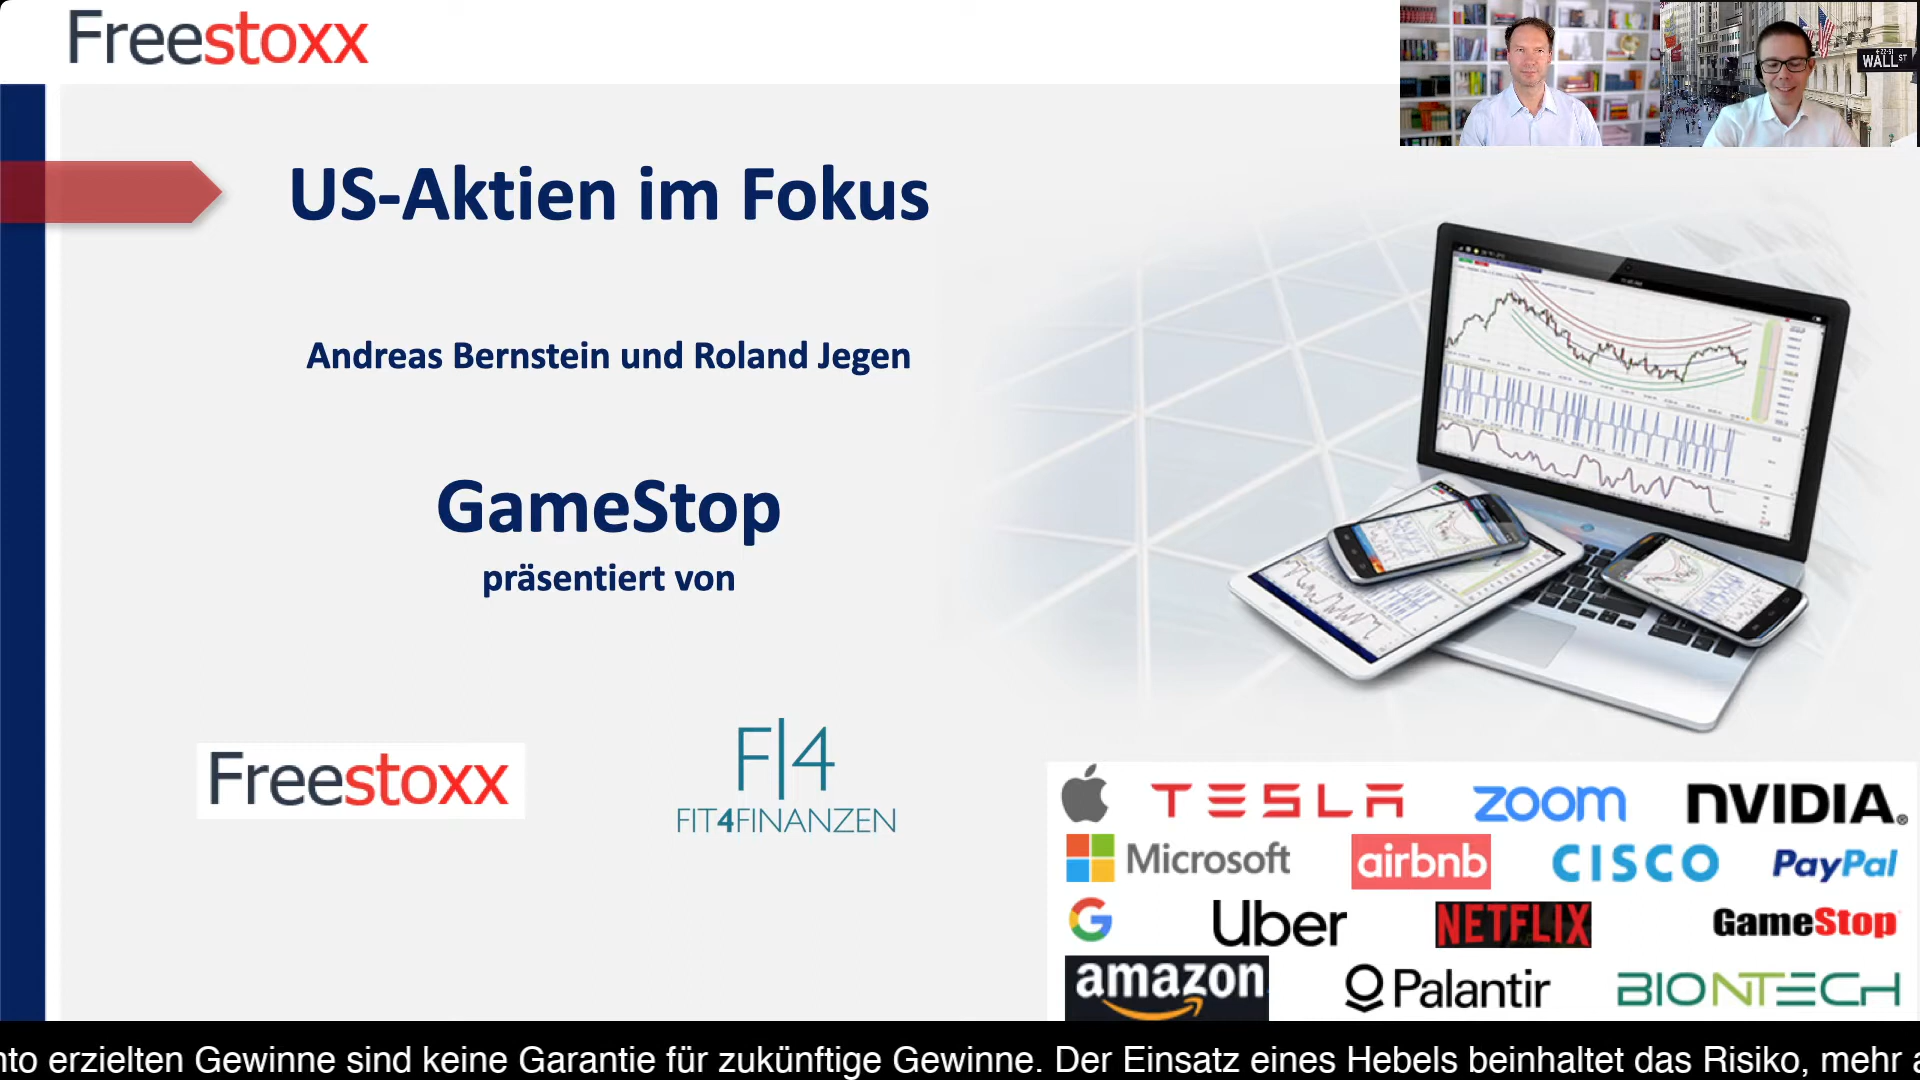 Freestoxx
WALL ST
US-Aktien im Fokus
Andreas Bernstein und Roland Jegen
GameStop
präsentiert von
Freestoxx
F|4
FIT4FINANZEN
TESLA
zoom
NVIDIA®
Microsoft
airbnb
CISCO
PayPal
G
Uber
NETFLIX
GameStop
amazon
Palantir
BIONTECH
nto erzielten Gewinne sind keine Garantie für zukünftige Gewinne. Der Einsatz eines Hebels beinhaltet das Risiko, mehr a